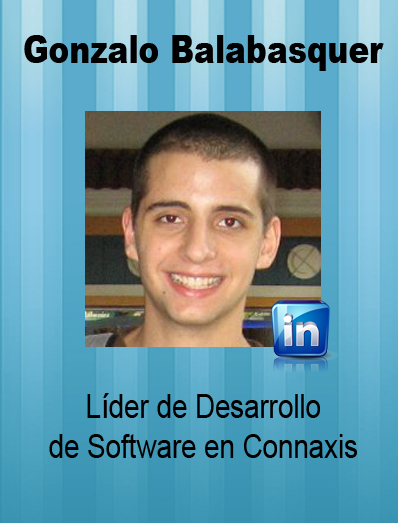 Gonzalo Balabasquer
in
Líder de Desarrollo
de Software en Connaxis